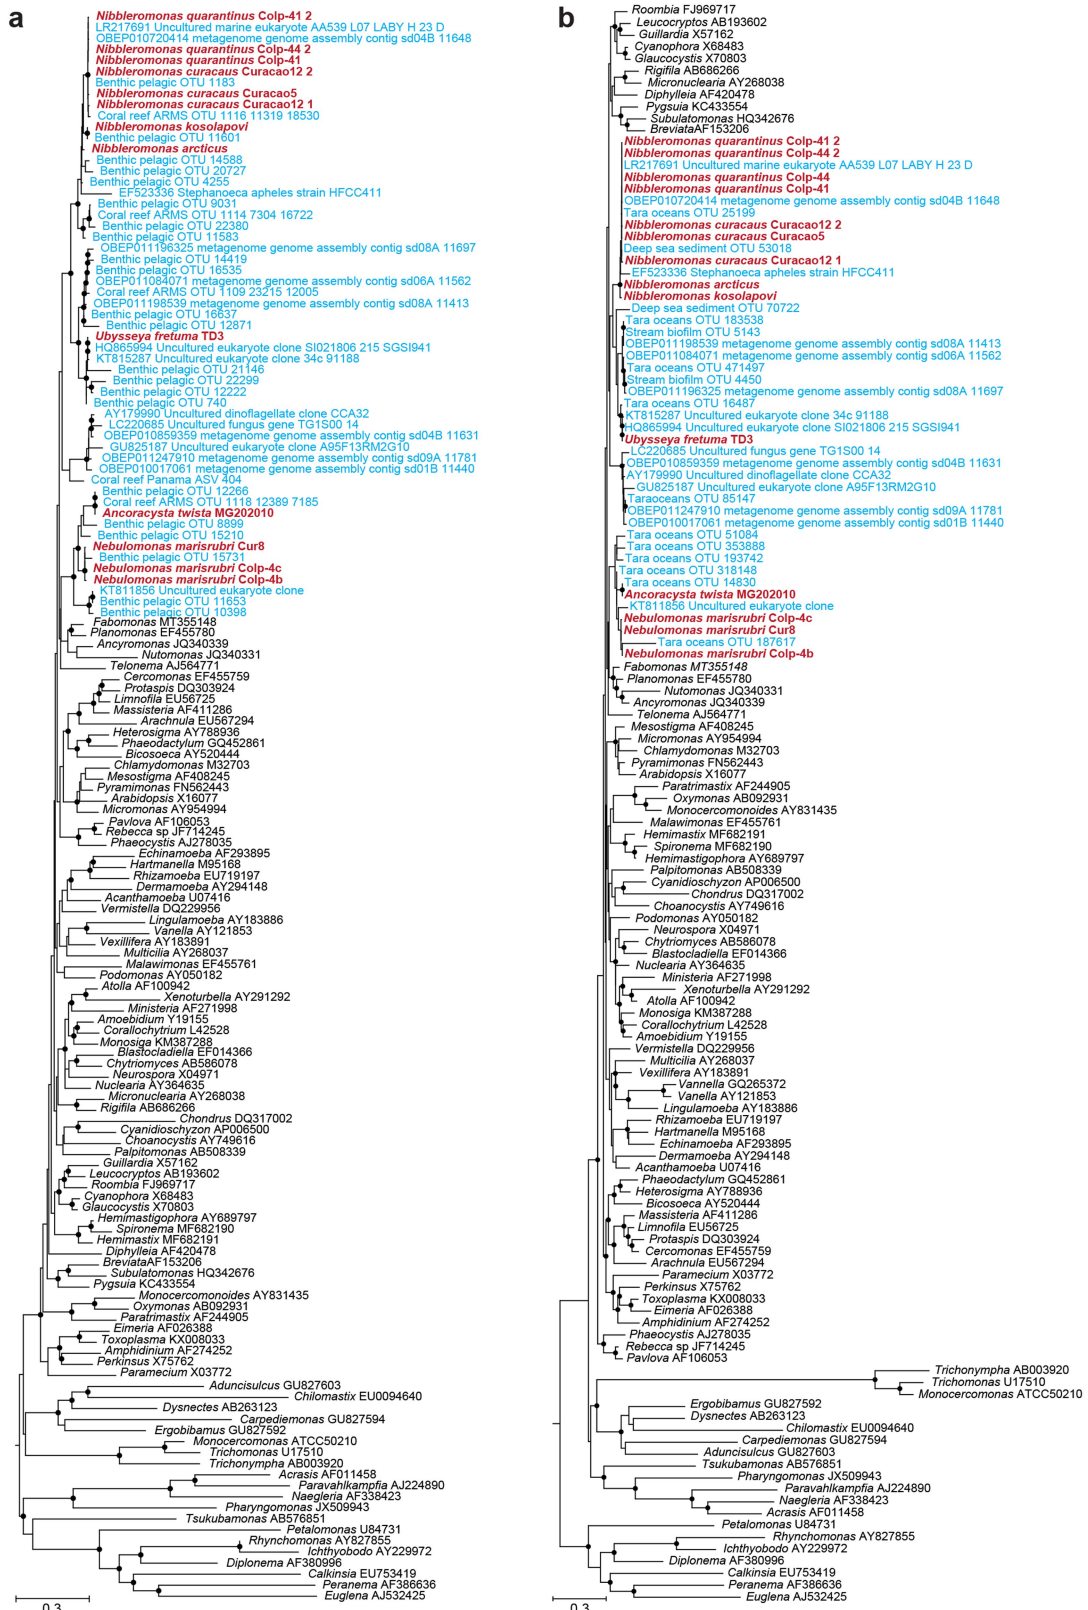 a
Nibbleromonas quarantinus Colp-41 2
LR217691 Uncultured marine eukaryote AA539 L07 LABY H 23 D
OBEP010720414 metagenome genome assembly contig sd04B 11648
Nibbleromonas quarantinus Colp-44 2
Nibbleromonas quarantinus Colp-41
Nibbleromonas curacaus Curacao12 2
Benthic pelagic OTU 1183
Nibbleromonas curacaus Curacao5
Nibbleromonas curacaus Curacao12 1
Coral reef ARMS OTU 1116 11319 18530
Nibbleromonas kosolapovi
Benthic pelagic OTU 11601
Nibbleromonas arcticus
Benthic pelagic OTU 14588
Benthic pelagic OTU 20727
Benthic pelagic OTU 4255
EF523336 Stephanoeca apheles strain HFCC411
Benthic pelagic OTU 9031
Coral reef ARMS OTU 1114 7304 16722
Benthic pelagic OTU 22380
Benthic pelagic OTU 11583
OBEP011196325 metagenome genome assembly contig sd08A 11697
Benthic pelagic OTU 14419
Benthic pelagic OTU 16535
OBEP011084071 metagenome genome assembly contig sd06A 11562
Coral reef ARMS OTU 1109 23215 12005
OBEP011198539 metagenome genome assembly contig sd08A 11413
Benthic pelagic OTU 16637
Benthic pelagic OTU 12871
Ubysseya fretuma TD3
HQ865994 Uncultured eukaryote clone SI021806 215 SGSI941
KT815287 Uncultured eukaryote clone 34c 91188
Benthic pelagic OTU 21146
Benthic pelagic OTU 22299
Benthic pelagic OTU 12222
Benthic pelagic OTU 740
AY179990 Uncultured dinoflagellate clone CCA32
LC220685 Uncultured fungus gene TG1S00 14
OBEP010859359 metagenome genome assembly contig sd04B 11631
GU825187 Uncultured eukaryote clone A95F13RM2G10
OBEP011247910 metagenome genome assembly contig sd09A 11781
OBEP010017061 metagenome genome assembly contig sd01B 11440
Coral reef Panama ASV 404
Benthic pelagic OTU 12266
Coral reef ARMS OTU 1118 12389 7185
Ancoracysta twista MG202010
Benthic pelagic OTU 8899
Benthic pelagic OTU 15210
Nebulomonas marisrubri Cur8
Benthic pelagic OTU 15731
Nebulomonas marisrubri Colp-4c
Nebulomonas marisrubri Colp-4b
KT811856 Uncultured eukaryote clone
Benthic pelagic OTU 11653
Benthic pelagic OTU 10398
Fabomonas MT355148
Planomonas EF455780
Ancyromonas JQ340339
Nutomonas JQ340331
Telonema AJ564771
Cercomonas EF455759
Protaspis DQ303924
Limnofila EU56725
Massisteria AF411286
Arachnula EU567294
Heterosigma AY788936
Phaeodactylum GQ452861
Bicosoeca AY520444
Chlamydomonas M32703
Mesostigma AF408245
Pyramimonas FN562443
Arabidopsis X16077
Micromonas AY954994
Pavlova AF106053
Rebecca sp JF714245
Phaeocystis AJ278035
Echinamoeba AF293895
Hartmanella M95168
Rhizamoeba EU719197
Dermamoeba AY294148
Acanthamoeba U07416
Vermistella DQ229956
Lingulamoeba AY183886
Vanella AY121853
Vexillifera AY183891
Multicilia AY268037
Malawimonas EF455761
Podomonas AY050182
Atolla AF100942
Xenoturbella AY291292
Ministeria AF271998
Amoebidium Y19155
Corallochytrium L42528
Monosiga KM387288
Blastocladiella EF014366
Chytriomyces AB586078
Neurospora X04971
Nuclearia AY364635
Micronuclearia AY268038
Rigifila AB686266
Chondrus DQ317002
Cyanidioschyzon AP006500
Choanocystis AY749616
Palpitomonas AB508339
Guillardia X57162
Leucocryptos AB193602
Roombia FJ969717
Cyanophora X68483
Glaucocystis X70803
Hemimastigophora AY689797
Spironema MF682190
Hemimastix MF682191
Diphylleia AF420478
BreviataAF153206
Subulatomonas HQ342676
Pygsuia KC433554
Monocercomonoides AY831435
Oxymonas AB092931
Paratrimastix AF244905
Eimeria AF026388
Toxoplasma KX008033
Amphidinium AF274252
Perkinsus X75762
Paramecium X03772
Aduncisulcus GU827603
Chilomastix EU0094640
Dysnectes AB263123
Carpediemonas GU827594
Ergobibamus GU827592
Monocercomonas ATCC50210
Trichomonas U17510
Trichonympha AB003920
Acrasis AF011458
Paravahlkampfia AJ224890
Naegleria AF338423
Pharyngomonas JX509943
Tsukubamonas AB576851
Petalomonas U84731
Rhynchomonas AY827855
Ichthyobodo AY229972
Diplonema AF380996
Calkinsia EU753419
Peranema AF386636
Euglena AJ532425
0.3
b
Roombia FJ969717
Leucocryptos AB193602
Guillardia X57162
Cyanophora X68483
Glaucocystis X70803
Rigifila AB686266
Micronuclearia AY268038
Diphylleia AF420478
Pygsuia KC433554
Subulatomonas HQ342676
BreviataAF153206
Nibbleromonas quarantinus Colp-41 2
Nibbleromonas quarantinus Colp-44 2
LR217691 Uncultured marine eukaryote AA539 L07 LABY H 23 D
Nibbleromonas quarantinus Colp-44
Nibbleromonas quarantinus Colp-41
OBEP010720414 metagenome genome assembly contig sd04B 11648
Tara oceans OTU 25199
Nibbleromonas curacaus Curacao12 2
Nibbleromonas curacaus Curacao5
Deep sea sediment OTU 53018
Nibbleromonas curacaus Curacao12 1
EF523336 Stephanoeca apheles strain HFCC411
Nibbleromonas arcticus
Nibbleromonas kosolapovi
Deep sea sediment OTU 70722
Tara oceans OTU 183538
Stream biofilm OTU 5143
OBEP011198539 metagenome genome assembly contig sd08A 11413
OBEP011084071 metagenome genome assembly contig sd06A 11562
Tara oceans OTU 471497
Stream biofilm OTU 4450
OBEP011196325 metagenome genome assembly contig sd08A 11697
Tara oceans OTU 16487
KT815287 Uncultured eukaryote clone 34c 91188
HQ865994 Uncultured eukaryote clone SI021806 215 SGSI941
Ubysseya fretuma TD3
LC220685 Uncultured fungus gene TG1S00 14
OBEP010859359 metagenome genome assembly contig sd04B 11631
AY179990 Uncultured dinoflagellate clone CCA32
GU825187 Uncultured eukaryote clone A95F13RM2G10
Taraoceans OTU 85147
OBEP011247910 metagenome genome assembly contig sd09A 11781
OBEP010017061 metagenome genome assembly contig sd01B 11440
Tara oceans OTU 51084
Tara oceans OTU 353888
Tara oceans OTU 193742
Tara oceans OTU 318148
Tara oceans OTU 14830
Ancoracysta twista MG202010
KT811856 Uncultured eukaryote clone
Nebulomonas marisrubri Colp-4c
Nebulomonas marisrubri Cur8
Tara oceans OTU 187617
Nebulomonas marisrubri Colp-4b
Fabomonas MT355148
Planomonas EF455780
Nutomonas JQ340331
Ancyromonas JQ340339
Telonema AJ564771
Mesostigma AF408245
Micromonas AY954994
Chlamydomonas M32703
Pyramimonas FN562443
Arabidopsis X16077
Paratrimastix AF244905
Oxymonas AB092931
Monocercomonoides AY831435
Malawimonas EF455761
Hemimastix MF682191
Spironema MF682190
Hemimastigophora AY689797
Palpitomonas AB508339
Cyanidioschyzon AP006500
Chondrus DQ317002
Choanocystis AY749616
Podomonas AY050182
Neurospora X04971
Chytriomyces AB586078
Blastocladiella EF014366
Nuclearia AY364635
Ministeria AF271998
Xenoturbella AY291292
Atolla AF100942
Monosiga KM387288
Corallochytrium L42528
Amoebidium Y19155
Vermistella DQ229956
Multicilia AY268037
Vexillifera AY183891
Vannella GQ265372
Vanella AY121853
Lingulamoeba AY183886
Rhizamoeba EU719197
Hartmanella M95168
Echinamoeba AF293895
Dermamoeba AY294148
Acanthamoeba U07416
Phaeodactylum GQ452861
Heterosigma AY788936
Bicosoeca AY520444
Massisteria AF411286
Limnofila EU56725
Protaspis DQ303924
Cercomonas EF455759
Arachnula EU567294
Paramecium X03772
Perkinsus X75762
Toxoplasma KX008033
Eimeria AF026388
Amphidinium AF274252
Phaeocystis AJ278035
Rebecca sp JF714245
Pavlova AF106053
Trichonympha AB003920
Trichomonas U17510
Monocercomonas ATCC50210
Ergobibamus GU827592
Dysnectes AB263123
Chilomastix EU0094640
Carpediemonas GU827594
Aduncisulcus GU827603
Tsukubamonas AB576851
Pharyngomonas JX509943
Paravahlkampfia AJ224890
Naegleria AF338423
Acrasis AF011458
Petalomonas U84731
Rhynchomonas AY827855
Ichthyobodo AY229972
Diplonema AF380996
Calkinsia EU753419
Peranema AF386636
Euglena AJ532425
0.3